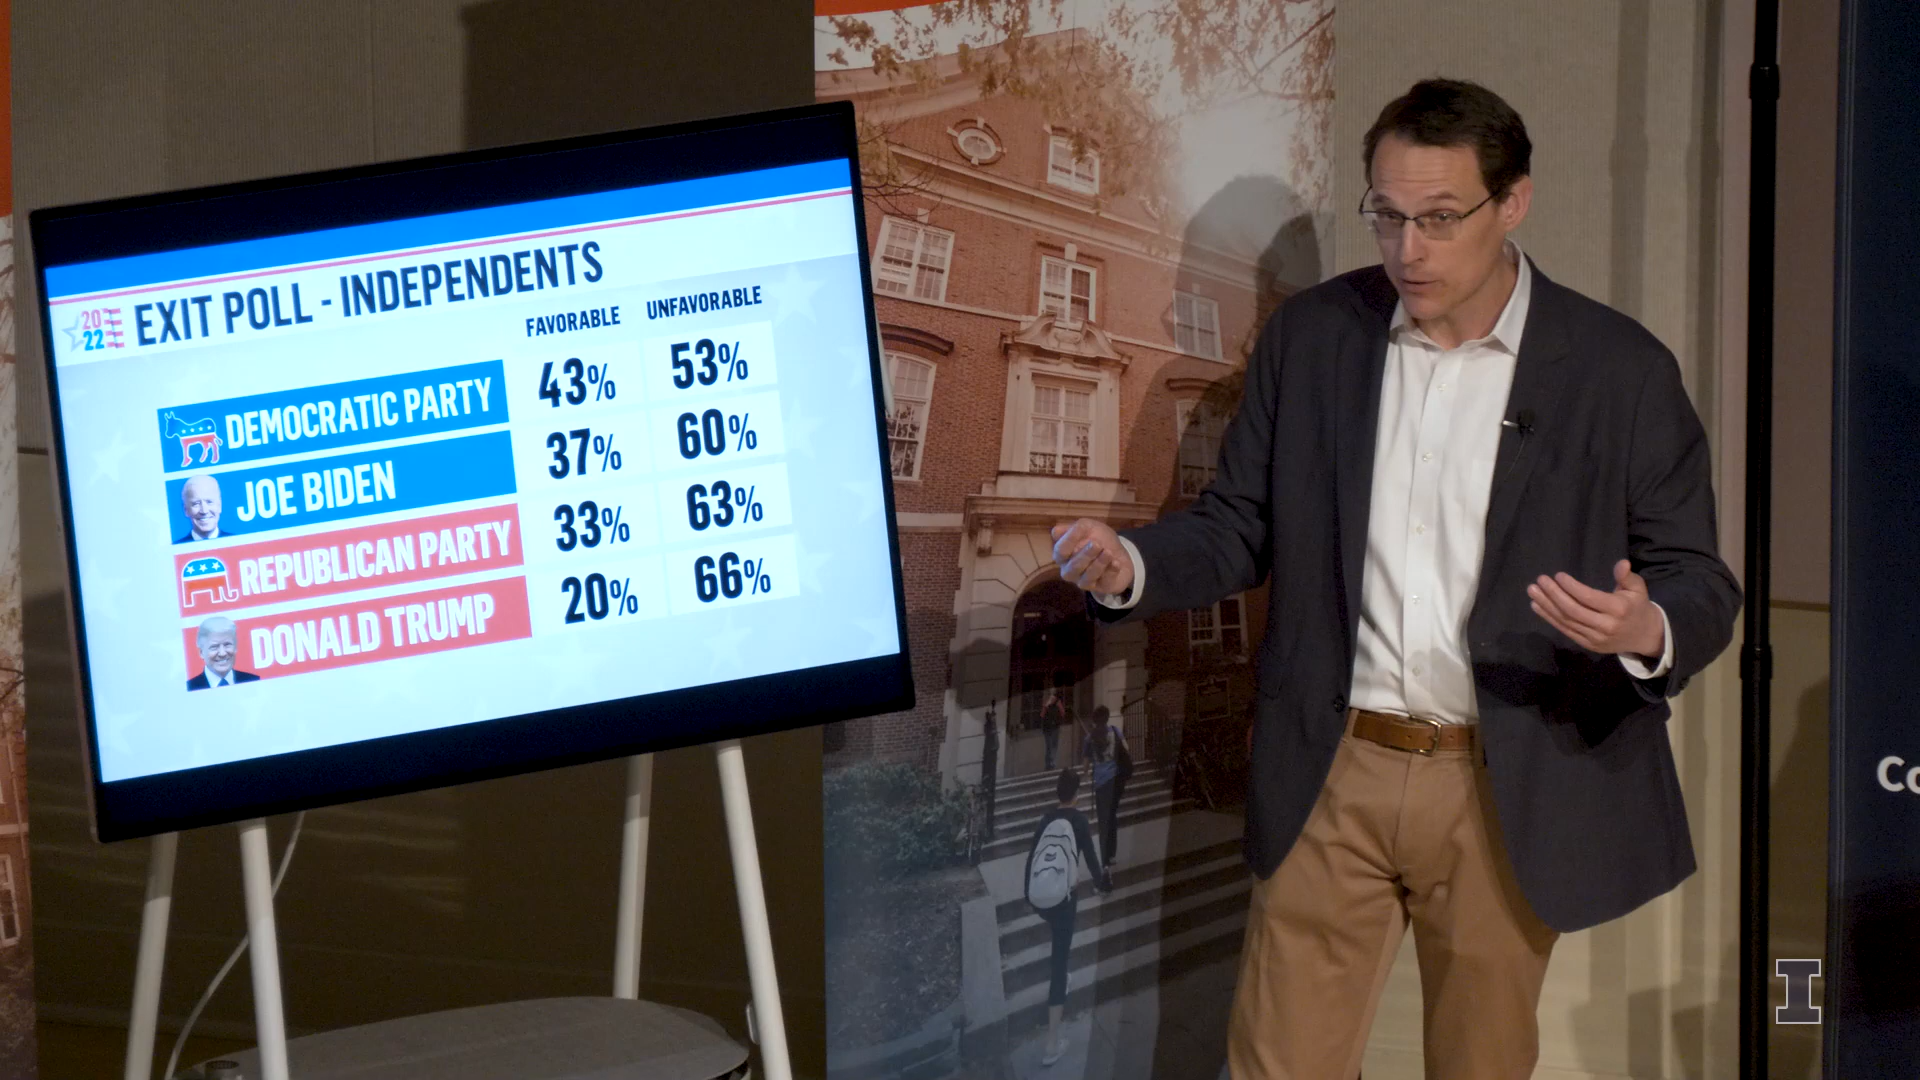 2022
EXIT POLL - INDEPENDENTS
FAVORABLE UNFAVORABLE
DEMOCRATIC PARTY 43% 53%
JOE BIDEN 37% 60%
REPUBLICAN PARTY 33% 63%
DONALD TRUMP 20% 66%
Co
I